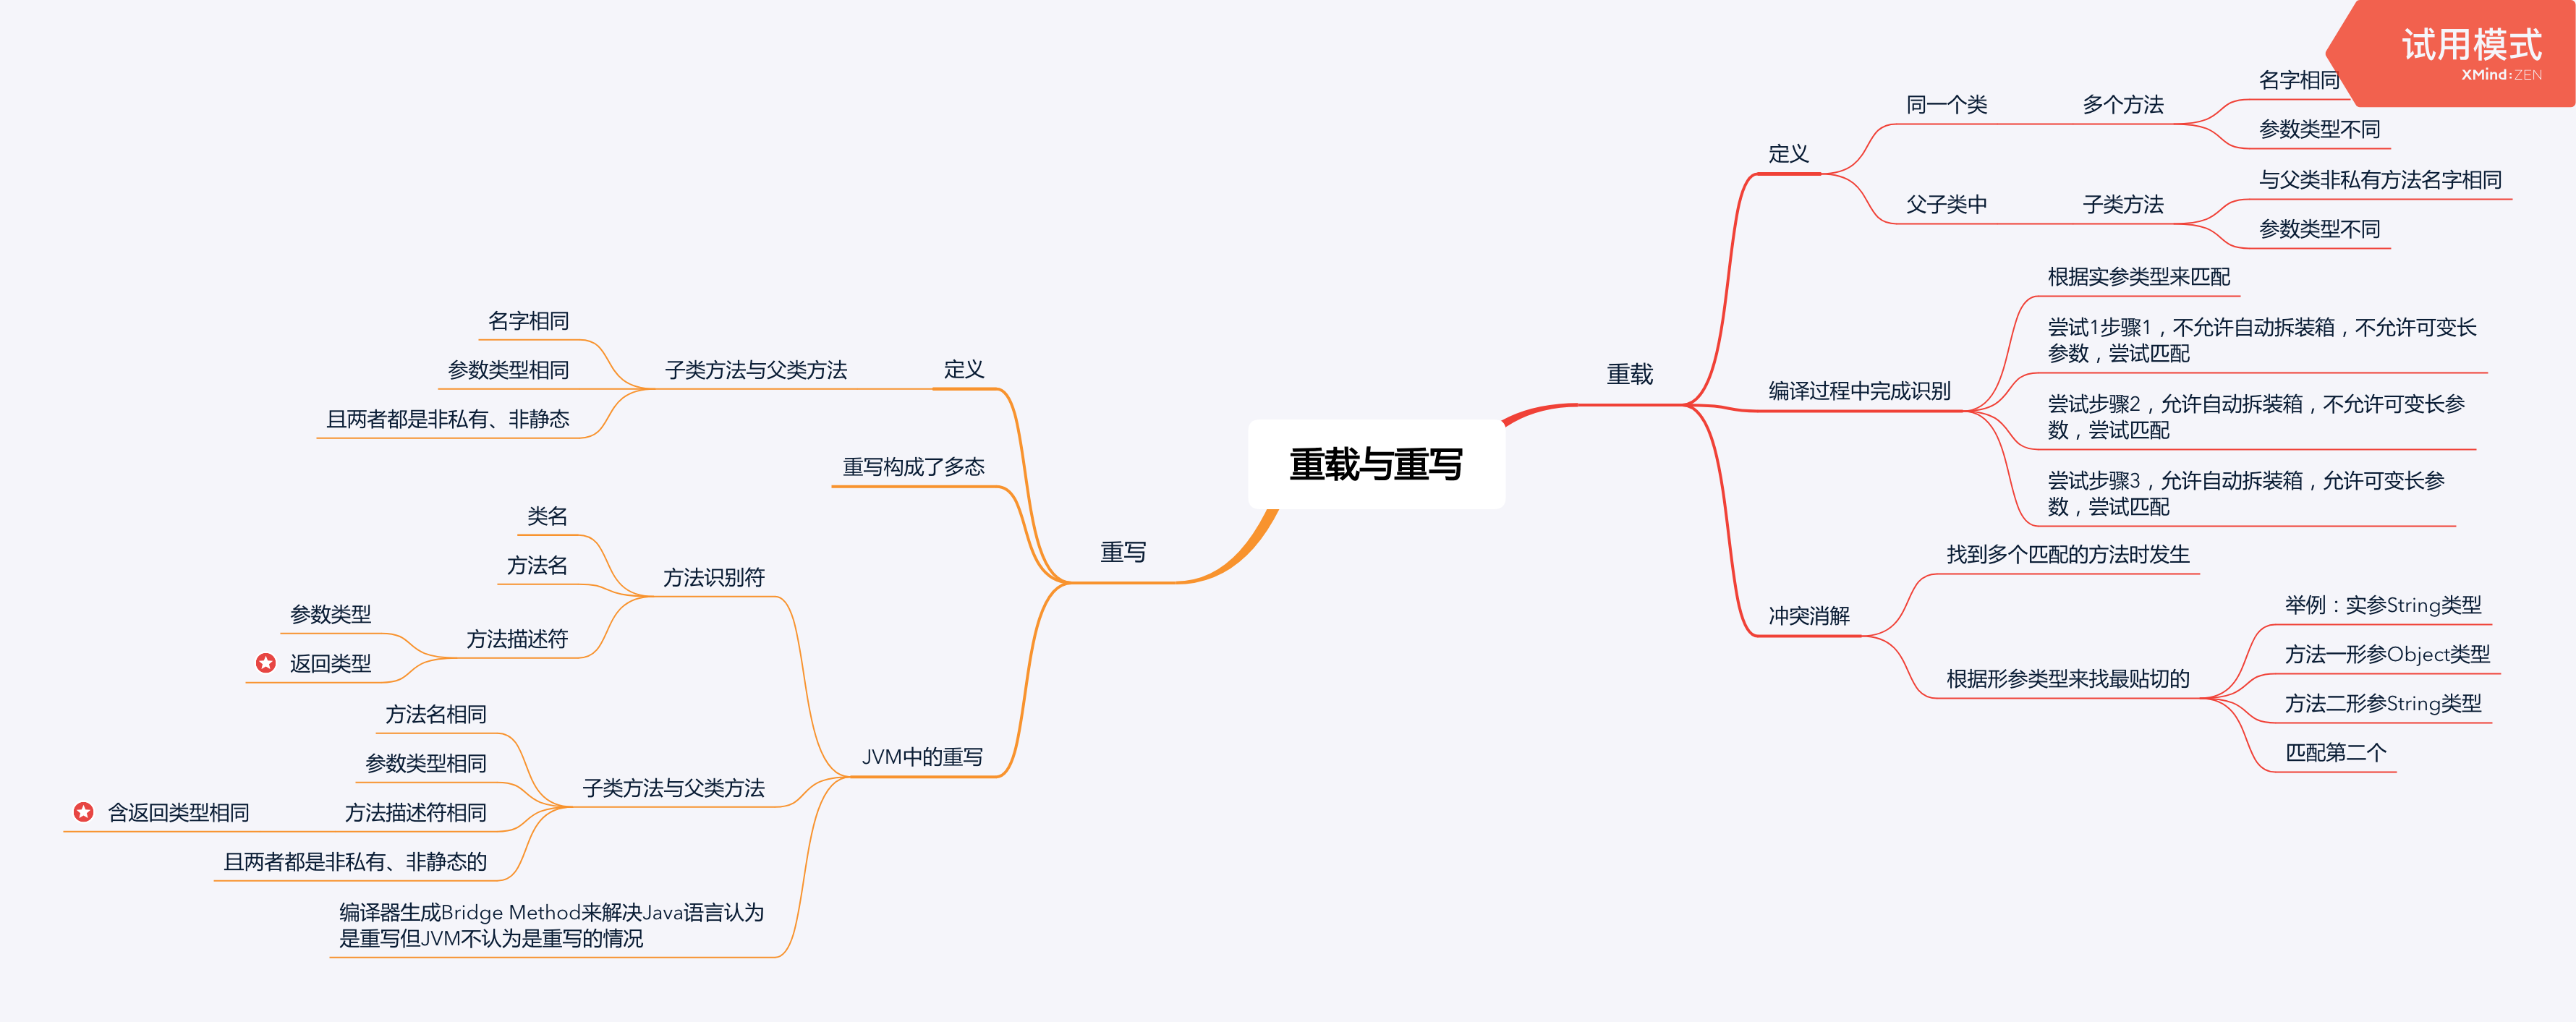 试用模式
XMind:ZEN
重载与重写
重载
定义
同一个类
多个方法
名字相同
参数类型不同
父子类中
子类方法
与父类非私有方法名字相同
参数类型不同
编译过程中完成识别
根据实参类型来匹配
尝试1步骤1，不允许自动拆装箱，不允许可变长
参数，尝试匹配
尝试步骤2，允许自动拆装箱，不允许可变长参
数，尝试匹配
尝试步骤3，允许自动拆装箱，允许可变长参
数，尝试匹配
冲突消解
找到多个匹配的方法时发生
根据形参类型来找最贴切的
举例：实参String类型
方法一形参Object类型
方法二形参String类型
匹配第二个
重写
定义
子类方法与父类方法
名字相同
参数类型相同
且两者都是非私有、非静态
重写构成了多态
JVM中的重写
方法识别符
类名
方法名
方法描述符
参数类型
返回类型
子类方法与父类方法
方法名相同
参数类型相同
方法描述符相同
含返回类型相同
且两者都是非私有、非静态的
编译器生成Bridge Method来解决Java语言认为
是重写但JVM不认为是重写的情况